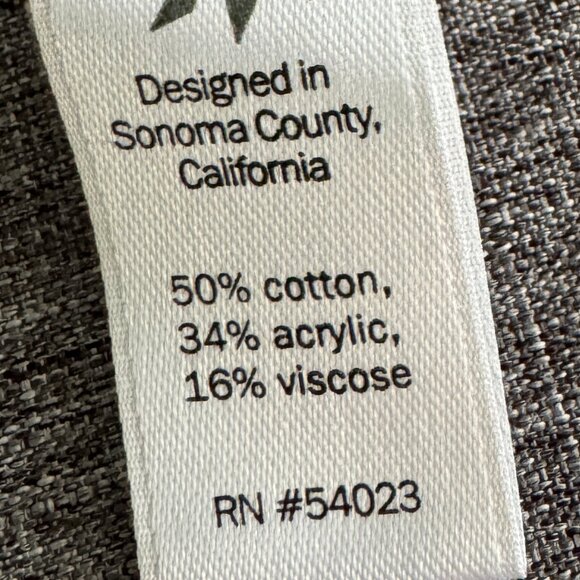 Designed in
Sonoma County,
California
50% cotton,
34% acrylic,
16% viscose
RN #54023